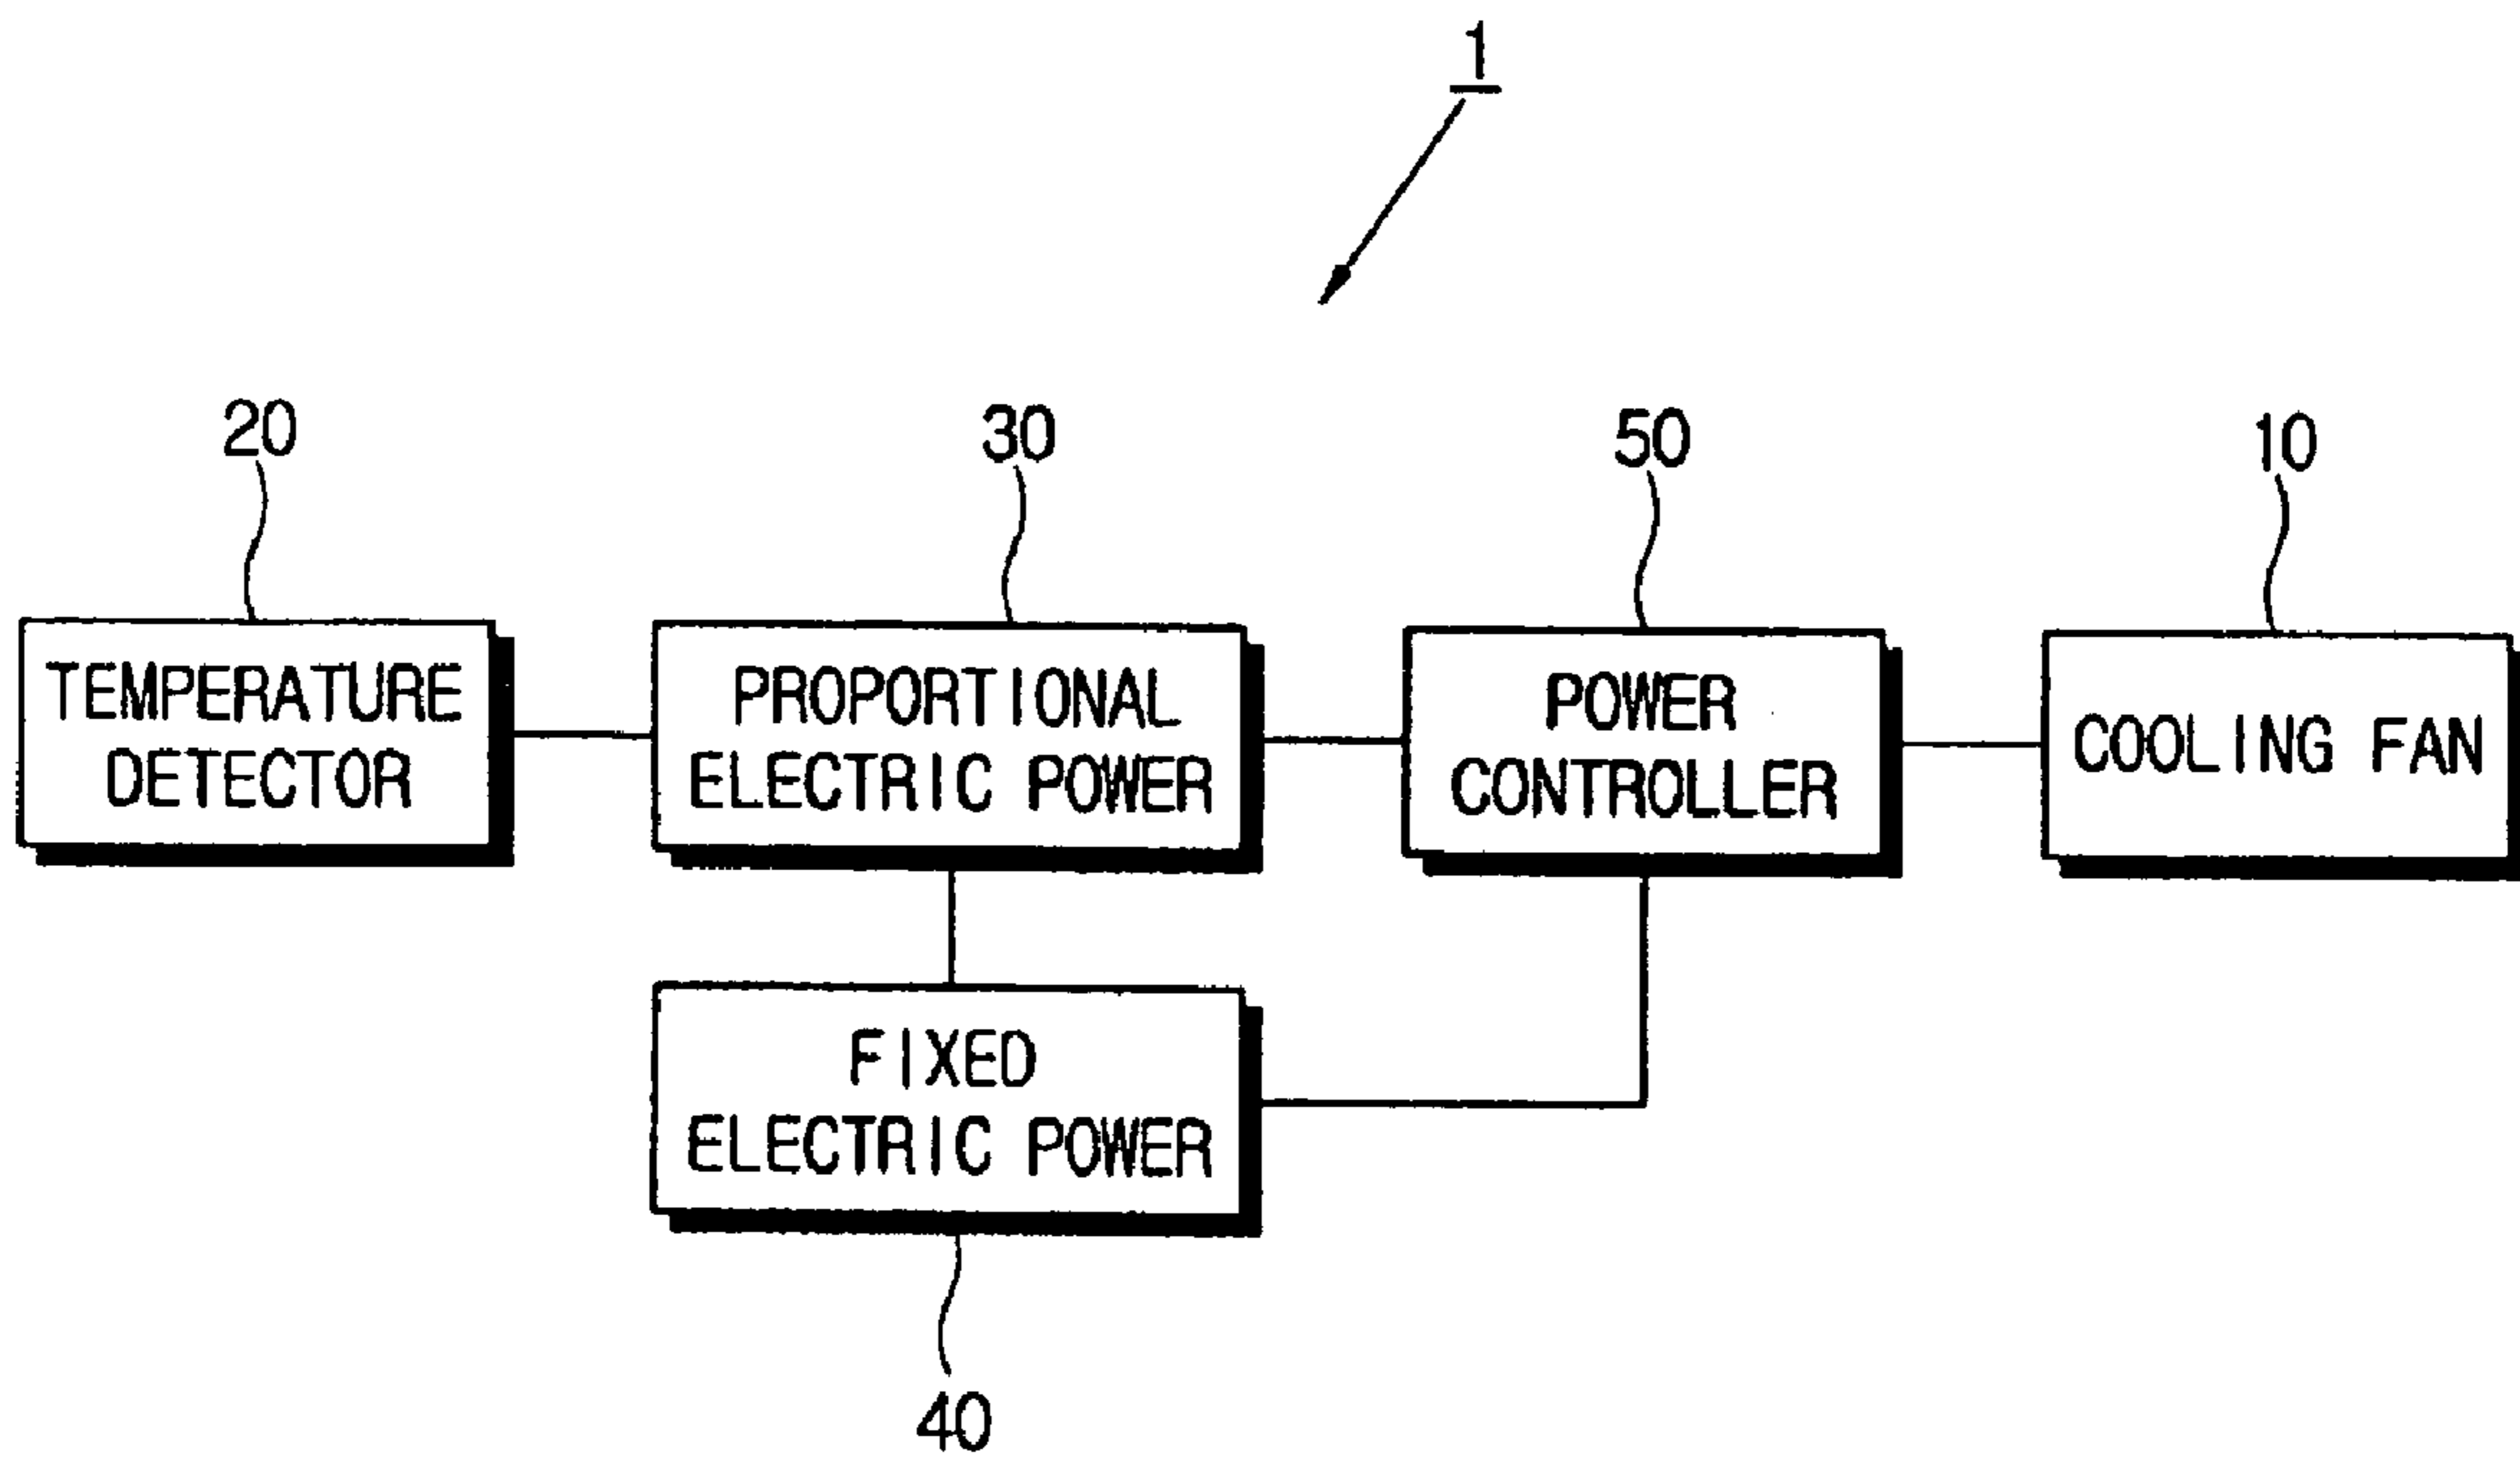 1
20
30
50
10
TEMPERATURE
DETECTOR
PROPORTIONAL
ELECTRIC POWER
POWER
CONTROLLER
COOLING FAN
FIXED
ELECTRIC POWER
40